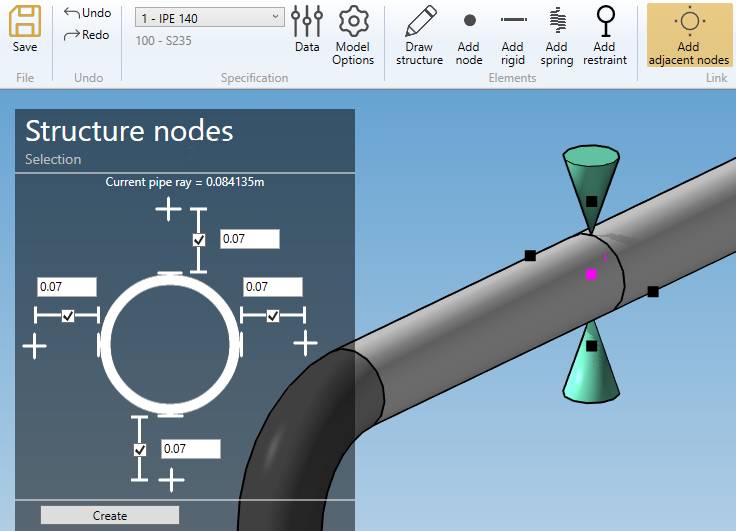 Save
Undo
Redo
File
Undo
1 - IPE 140
100 - S235
Data
Model
Options
Specification
Draw
structure
Add
node
Add
rigid
Add
spring
Add
restraint
Elements
Add
adjacent nodes
Link
Structure nodes
Selection
Current pipe ray = 0.084135m
0.07
0.07
0.07
0.07
Create